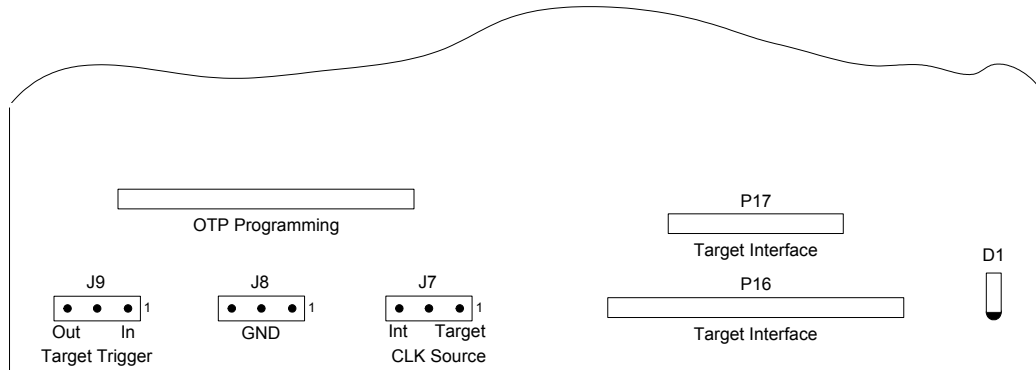 OTP Programming
P17
Target Interface
D1
J9
J8
J7
P16
1
1
1
Out
In
GND
Int
Target
Target Interface
Target Trigger
CLK Source